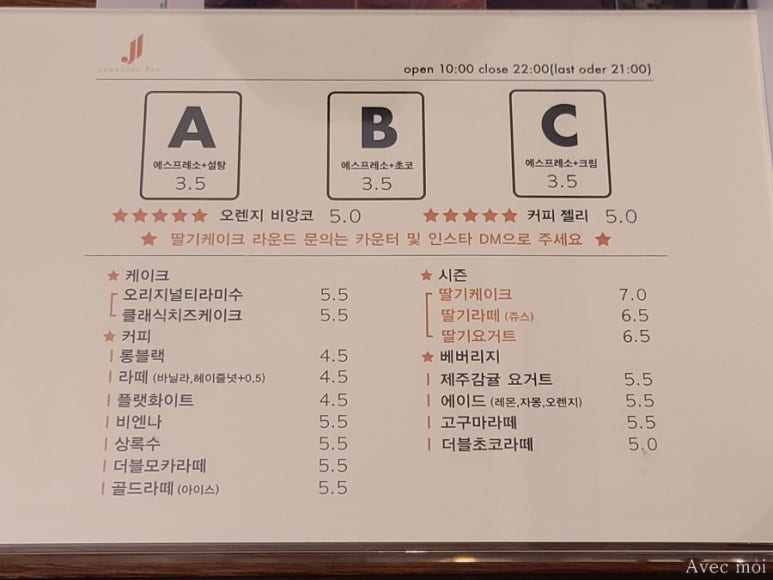 open 10:00 close 22:00(last oder 21:00)
A
에스프레소+설탕
3.5
B
에스프레소+초코
3.5
C
에스프레소+크림
3.5
★★★★★ 오렌지 비앙코 5.0
★★★★★ 커피 젤리 5.0
★ 딸기케이크 라운드 문의는 카운터 및 인스타 DM으로 주세요 ★
★ 케이크
오리지널티라미수 5.5
클래식치즈케이크 5.5
★ 커피
롱블랙 4.5
라떼 (바닐라,헤이즐넛+0.5) 4.5
플랫화이트 4.5
비엔나 5.5
상록수 5.5
더블모카라떼 5.5
골드라떼 (아이스) 5.5
★ 시즌
딸기케이크 7.0
딸기라떼 (쥬스) 6.5
딸기요거트 6.5
★ 베버리지
제주감귤 요거트 5.5
에이드 (레몬,자몽,오렌지) 5.5
고구마라떼 5.5
더블초코라떼 5.0
Avec moi